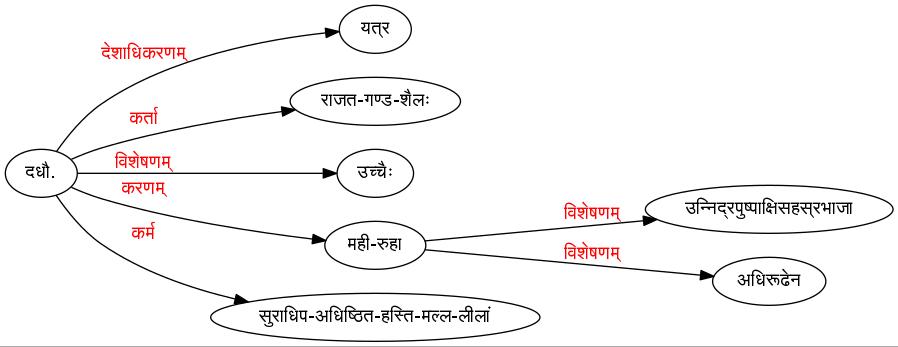 यत्र
देशाधिकरणम्
राजत-गण्ड-शैलः
कर्ता
दधौ.
विशेषणम्
उच्चैः
करणम्
मही-रुहा
विशेषणम्
उन्निद्रपुष्पाक्षिसहस्रभाजा
विशेषणम्
अधिरूढेन
कर्म
सुराधिप-अधिष्ठित-हस्ति-मल्ल-लीलां